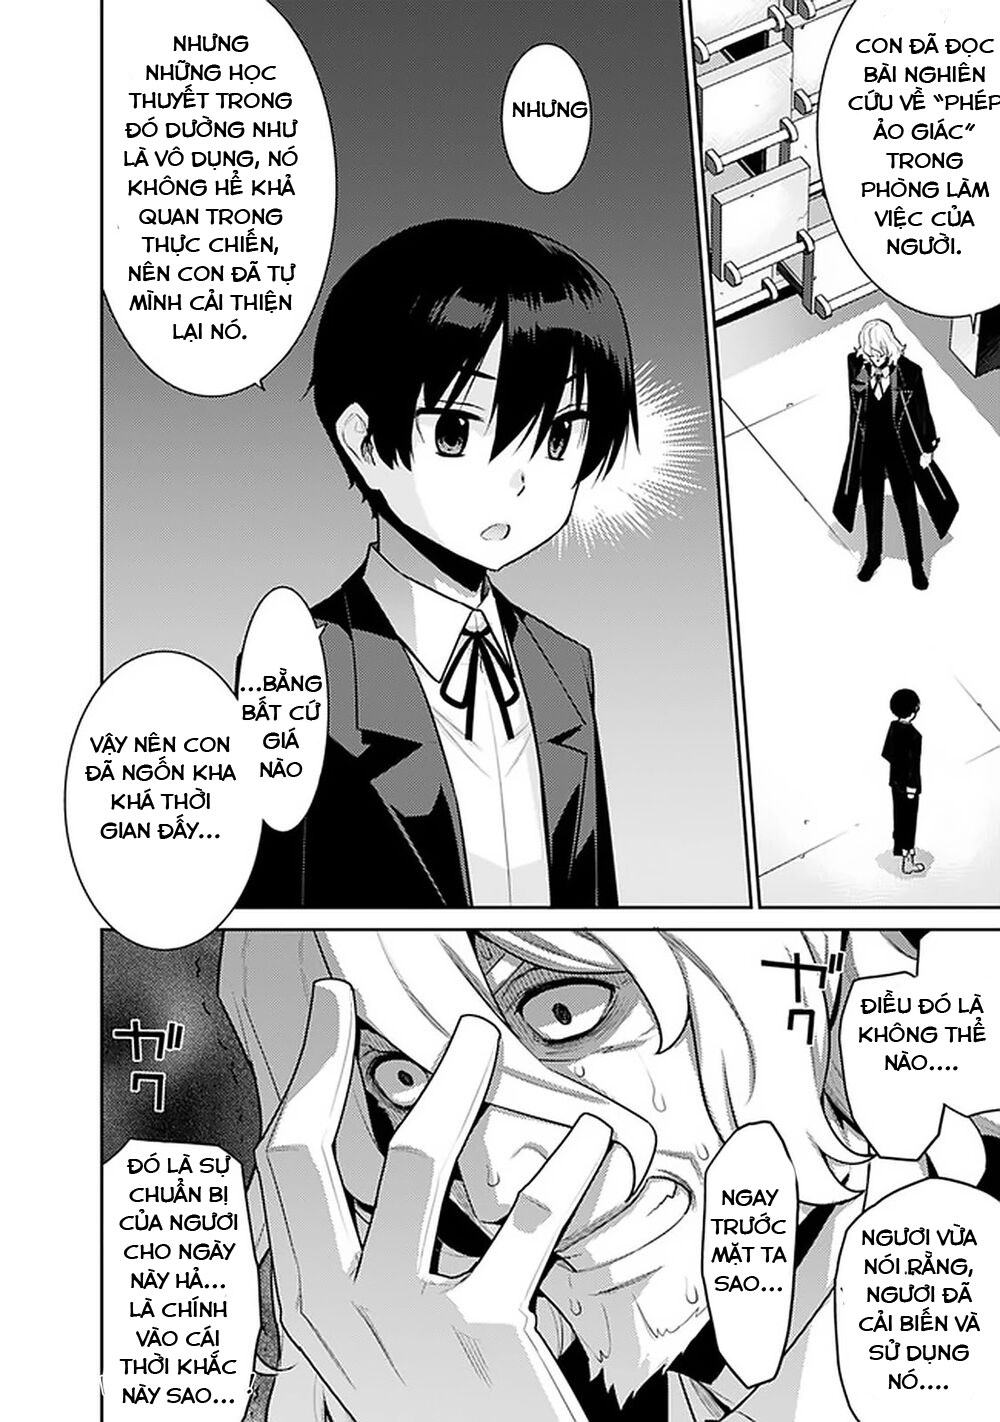 CON ĐÃ ĐỌC
BÀI NGHIÊN
CỨU VỀ “PHÉP
ẢO GIÁC”
TRONG
PHÒNG LÀM
VIỆC CỦA
NGƯỜI.
NHƯNG
NHƯNG
NHỮNG HỌC
THUYẾT TRONG
ĐÓ DƯỜNG NHƯ
LÀ VÔ DỤNG, NÓ
KHÔNG HỀ KHẢ
QUAN TRONG
THỰC CHIẾN,
NÊN CON ĐÃ TỰ
MÌNH CẢI THIỆN
LẠI NÓ.
...BẰNG
BẤT CỨ
GIÁ
NÀO
VẬY NÊN CON
ĐÃ NGỐN KHA
KHÁ THỜI
GIAN ĐẤY...
ガク
ガク
ĐIỀU ĐÓ LÀ
KHÔNG THỂ
NÀO....
NGƯƠI VỪA
NÓI RẰNG,
NGƯƠI ĐÃ
CẢI BIẾN VÀ
SỬ DỤNG
NÓ....
NGAY
TRƯỚC
MẶT TA
SAO...
ĐÓ LÀ SỰ
CHUẨN BỊ
CỦA NGƯƠI
CHO NGÀY
NÀY HẢ...
LÀ CHÍNH
VÀO CÁI
THỜI KHẮC
NÀY SAO...